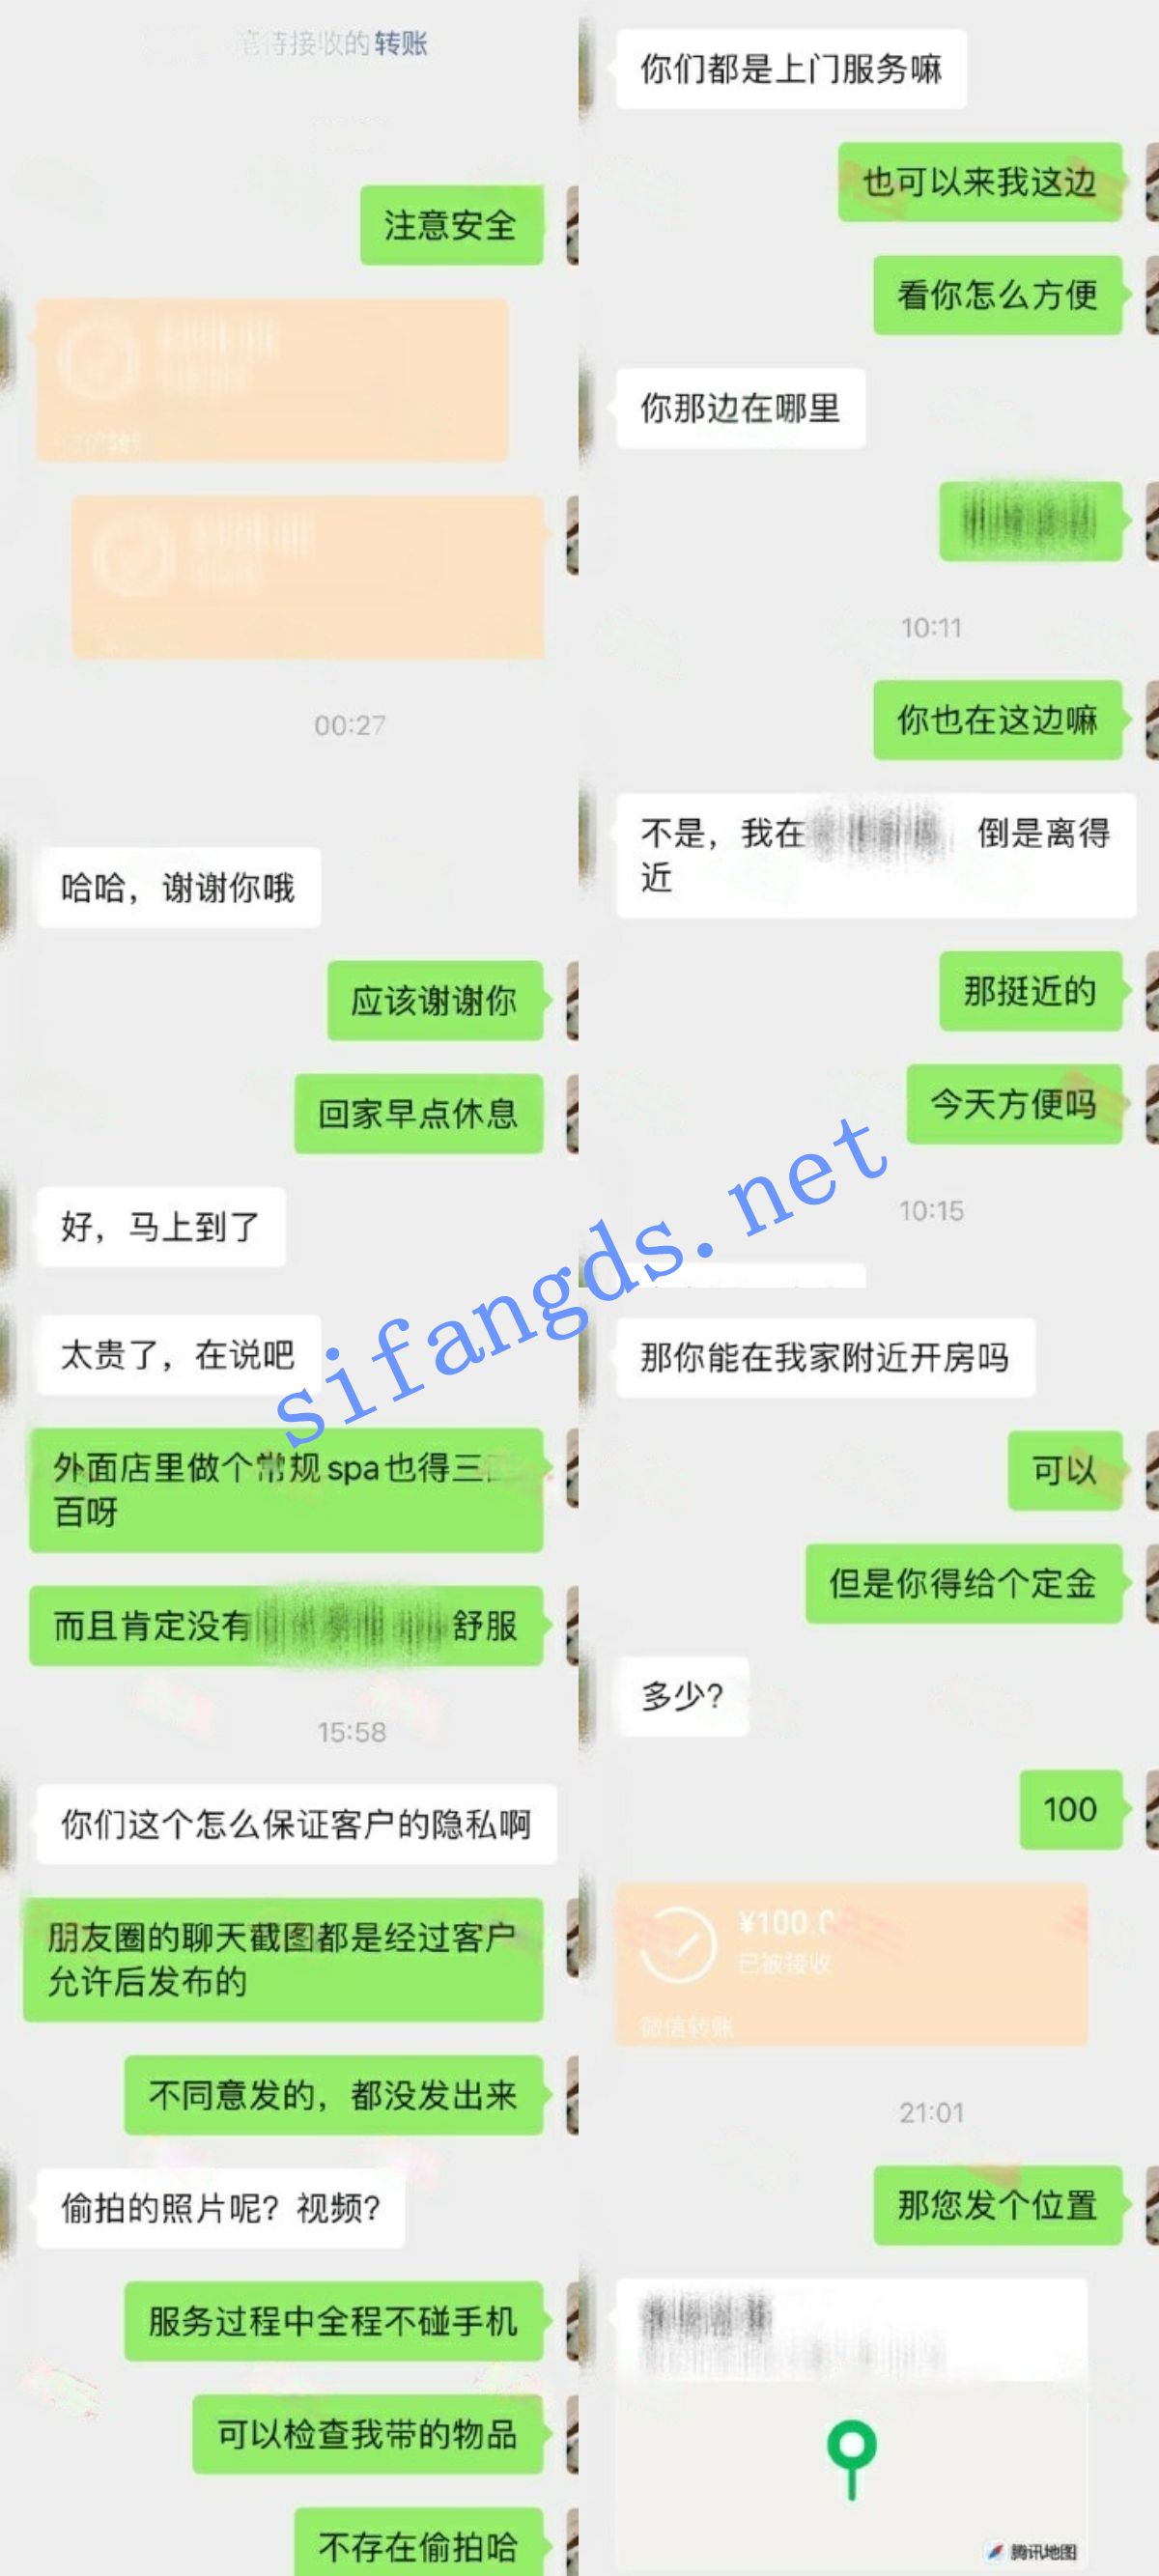 待接收的转账
注意安全
00:27
哈哈，谢谢你哦
应该谢谢你
回家早点休息
好，马上到了
太贵了，在说吧
外面店里做个常规spa也得三
百呀
而且肯定没有
舒服
15:58
你们这个怎么保证客户的隐私啊
朋友圈的聊天截图都是经过客户
允许后发布的
不同意发的，都没发出来
偷拍的照片呢？视频？
服务过程中全程不碰手机
可以检查我带的物品
不存在偷拍哈
你们都是上门服务嘛
也可以来我这边
看你怎么方便
你那边在哪里
10:11
你也在这边嘛
不是，我在 倒是离得
近
那挺近的
今天方便吗
10:15
那你能在我家附近开房吗
可以
但是你得给个定金
多少？
100
¥100.0
已被接收
微信转账
21:01
那您发个位置
腾讯地图
sifangds.net